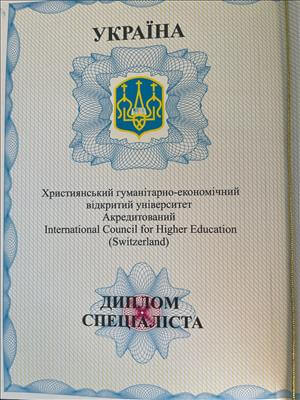 УКРАЇНА
Християнський гуманітарно-економічний
відкритий університет
Акредитований
International Council for Higher Education
(Switzerland)
ДИПЛОМ
СПЕЦІАЛІСТА